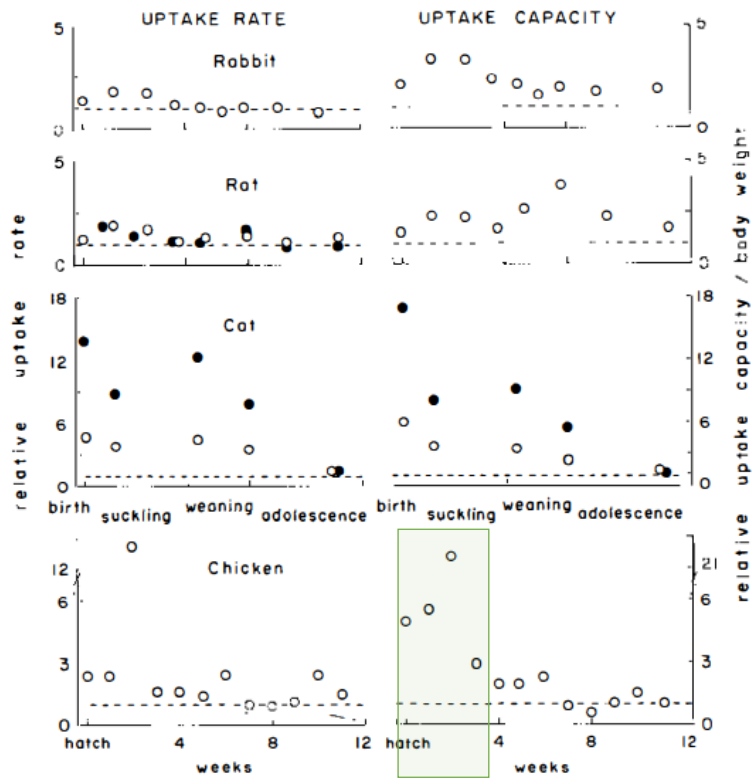 UPTAKE RATE UPTAKE CAPACITY
5 5
Rabbit
0 0
5 5
Rat
0 0
18 18
Cat
12 12
6 6
0 0
birth suckling weaning adolescence birth suckling weaning adolescence
12 Chicken 21
6 6
3 3
0 0
hatch 4 8 12 hatch 4 8 12
weeks weeks
relative uptake rate
relative uptake capacity / body weight